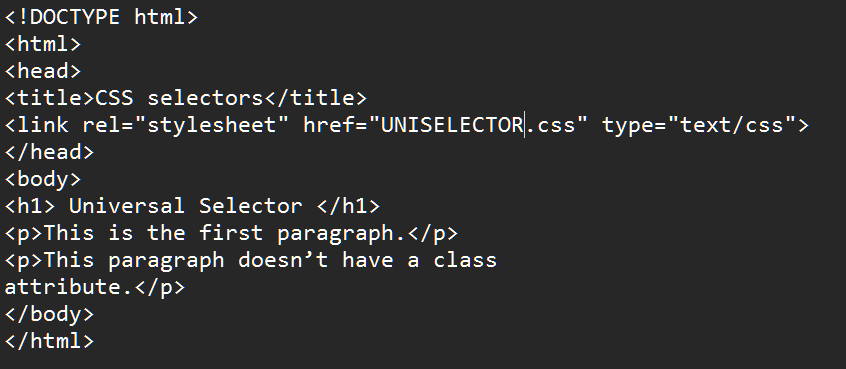 <!DOCTYPE html>
<html>
<head>
<title>CSS selectors</title>
<link rel="stylesheet" href="UNISELECTOR.css" type="text/css">
</head>
<body>
<h1> Universal Selector </h1>
<p>This is the first paragraph.</p>
<p>This paragraph doesn’t have a class
attribute.</p>
</body>
</html>